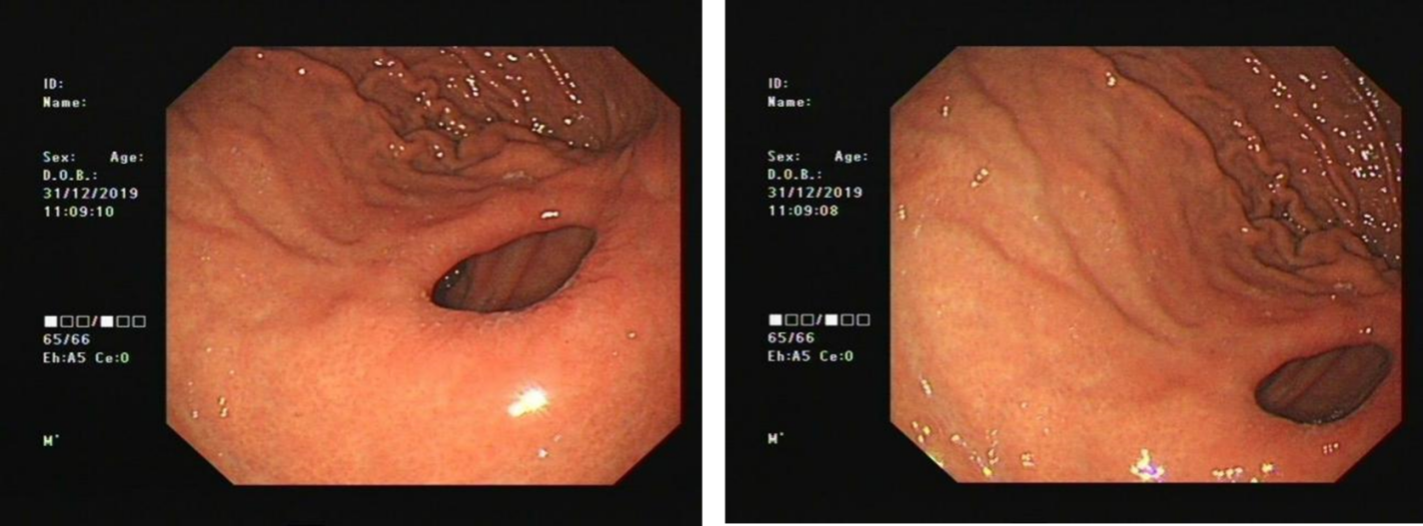 ID:
Name:
Sex: Age:
D.O.B.:
31/12/2019
11:09:10
■□□/■□□
65/66
Eh:A5 Ce:0
M
ID:
Name:
Sex: Age:
D.O.B.:
31/12/2019
11:09:08
■□□/■□□
65/66
Eh:A5 Ce:0
M